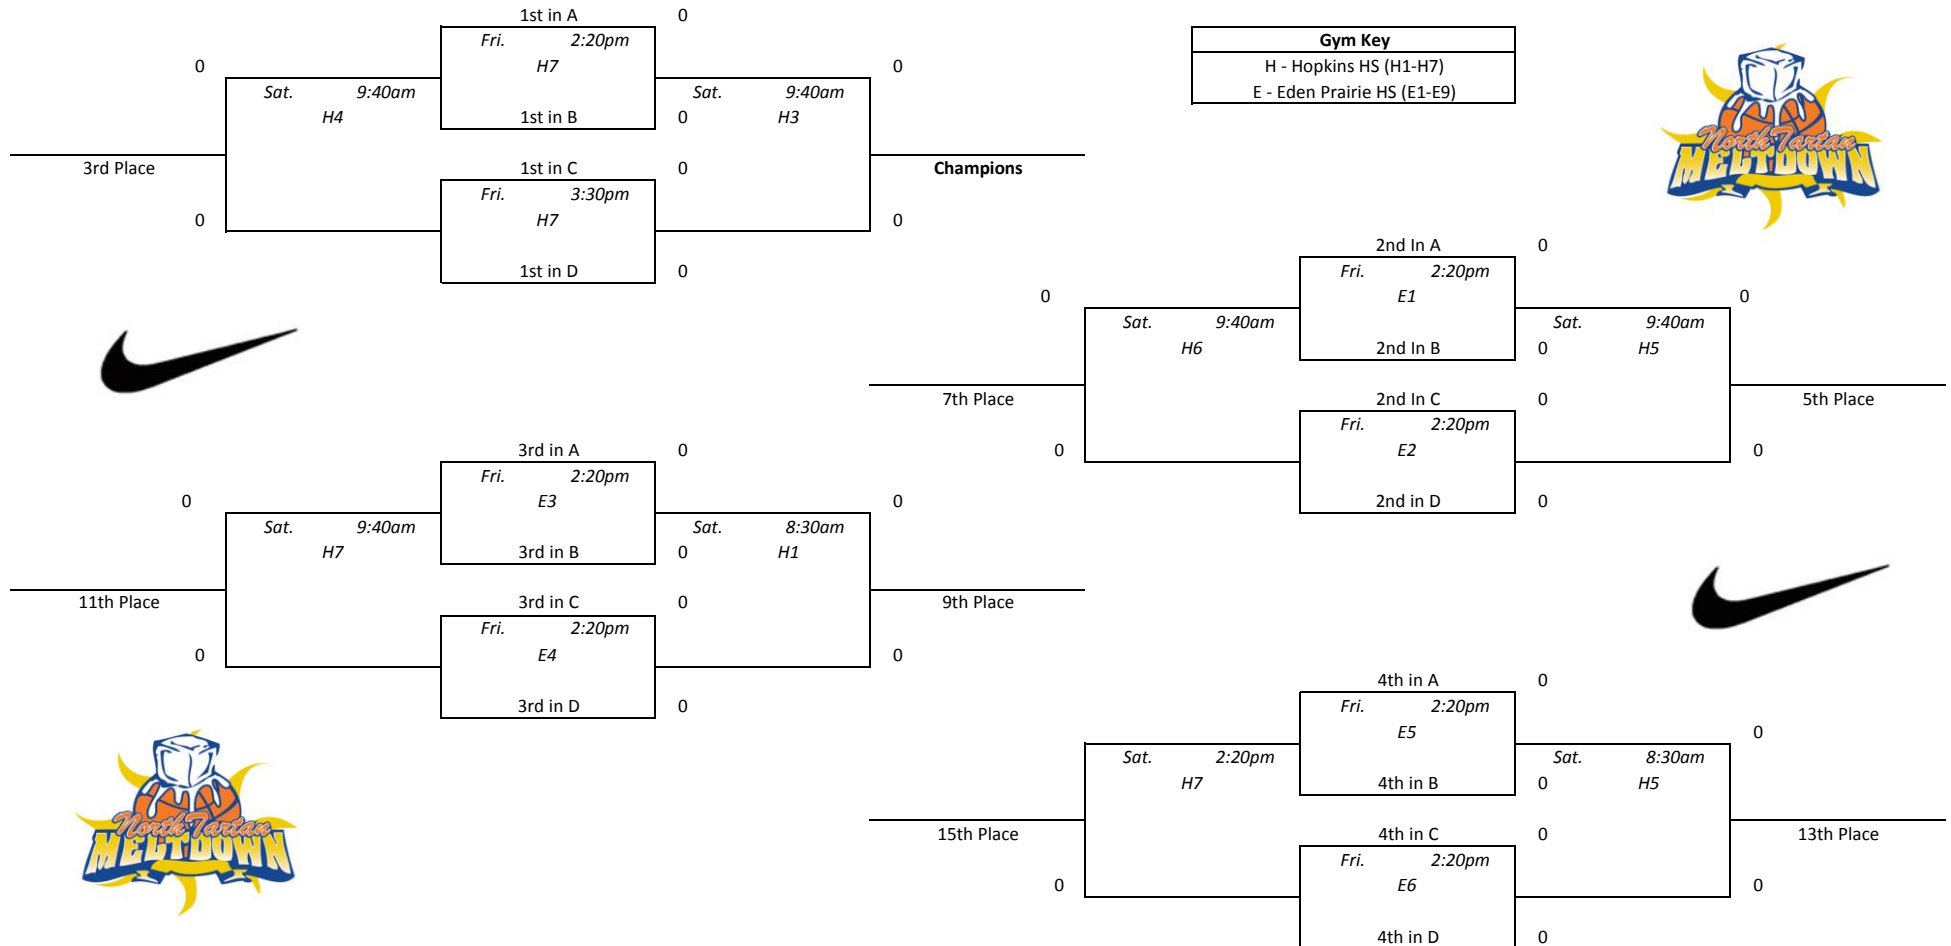 1st in A 0
Fri. 2:20pm
Gym Key
0 H7 0
H - Hopkins HS (H1-H7)
Sat. 9:40am Sat. 9:40am
E - Eden Prairie HS (E1-E9)
H4 1st in B 0 H3
3rd Place 1st in C 0 Champions
Fri. 3:30pm
0 H7 0
1st in D 0
North Tartan
MELTDOWN
2nd In A 0
Fri. 2:20pm
0 E1 0
Sat. 9:40am Sat. 9:40am
H6 2nd In B 0 H5
7th Place 2nd In C 0 5th Place
Fri. 2:20pm
0 E2 0
2nd in D 0
3rd in A 0
Fri. 2:20pm
0 E3 0
Sat. 9:40am Sat. 8:30am
H7 3rd in B 0 H1
11th Place 3rd in C 0 9th Place
Fri. 2:20pm
0 E4 0
3rd in D 0
4th in A 0
Fri. 2:20pm
E5 0
Sat. 2:20pm Sat. 8:30am
H7 4th in B 0 H5
15th Place 4th in C 0 13th Place
Fri. 2:20pm
0 E6 0
4th in D 0
North Tartan
MELTDOWN